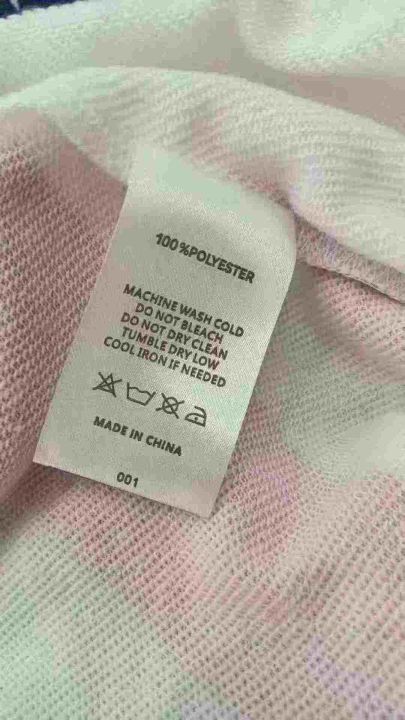 100%POLYESTER
MACHINE WASH COLD
DO NOT BLEACH
DO NOT DRY CLEAN
TUMBLE DRY LOW
COOL IRON IF NEEDED
MADE IN CHINA
001